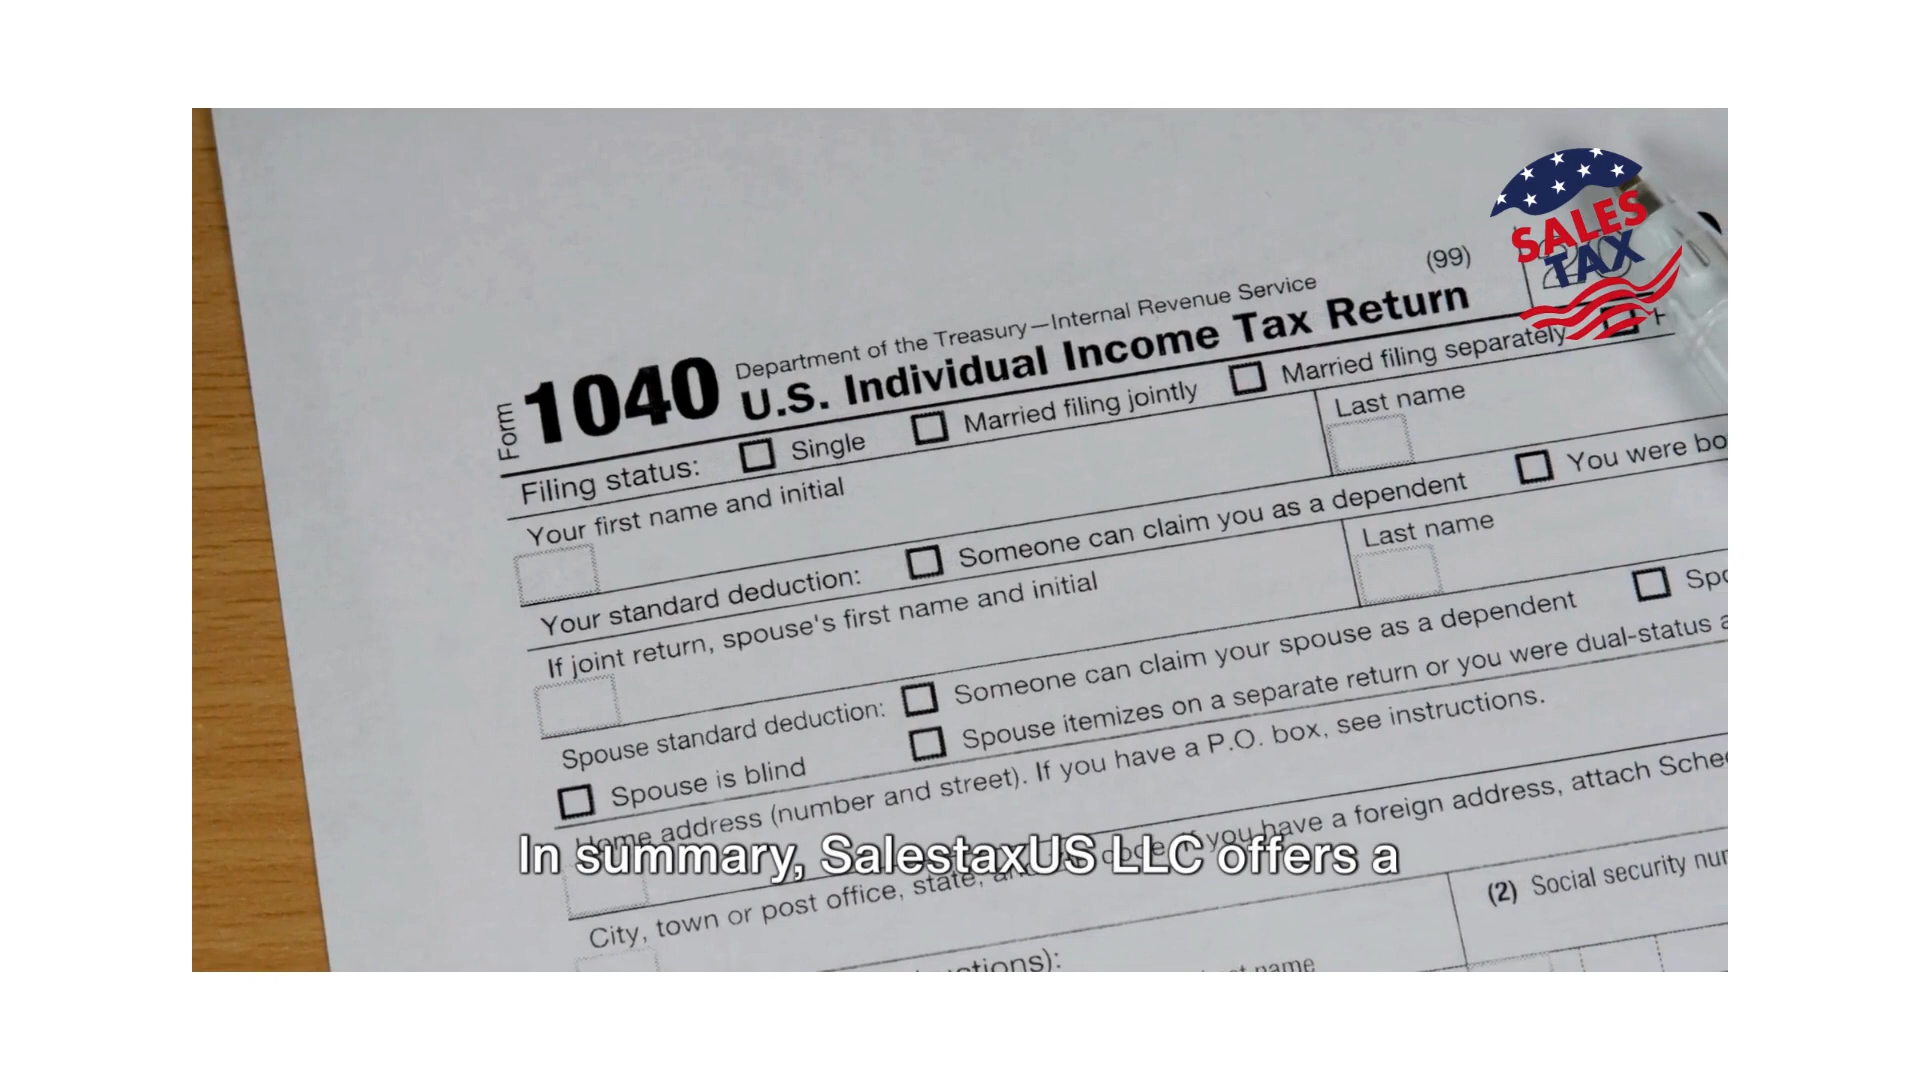 SALES
TAX
(99)
Department of the Treasury—Internal Revenue Service
Form 1040 U.S. Individual Income Tax Return
Filing status: Single Married filing jointly Married filing separately
Your first name and initial Last name
Your standard deduction: Someone can claim you as a dependent You were
If joint return, spouse's first name and initial Last name
Spouse standard deduction: Someone can claim your spouse as a dependent
Spouse is blind Spouse itemizes on a separate return or you were dual-status
Home address (number and street). If you have a P.O. box, see instructions.
City, town or post office, state, code. If you have a foreign address, attach
In summary, SalestaxUS LLC offers a
(2) Social security
name